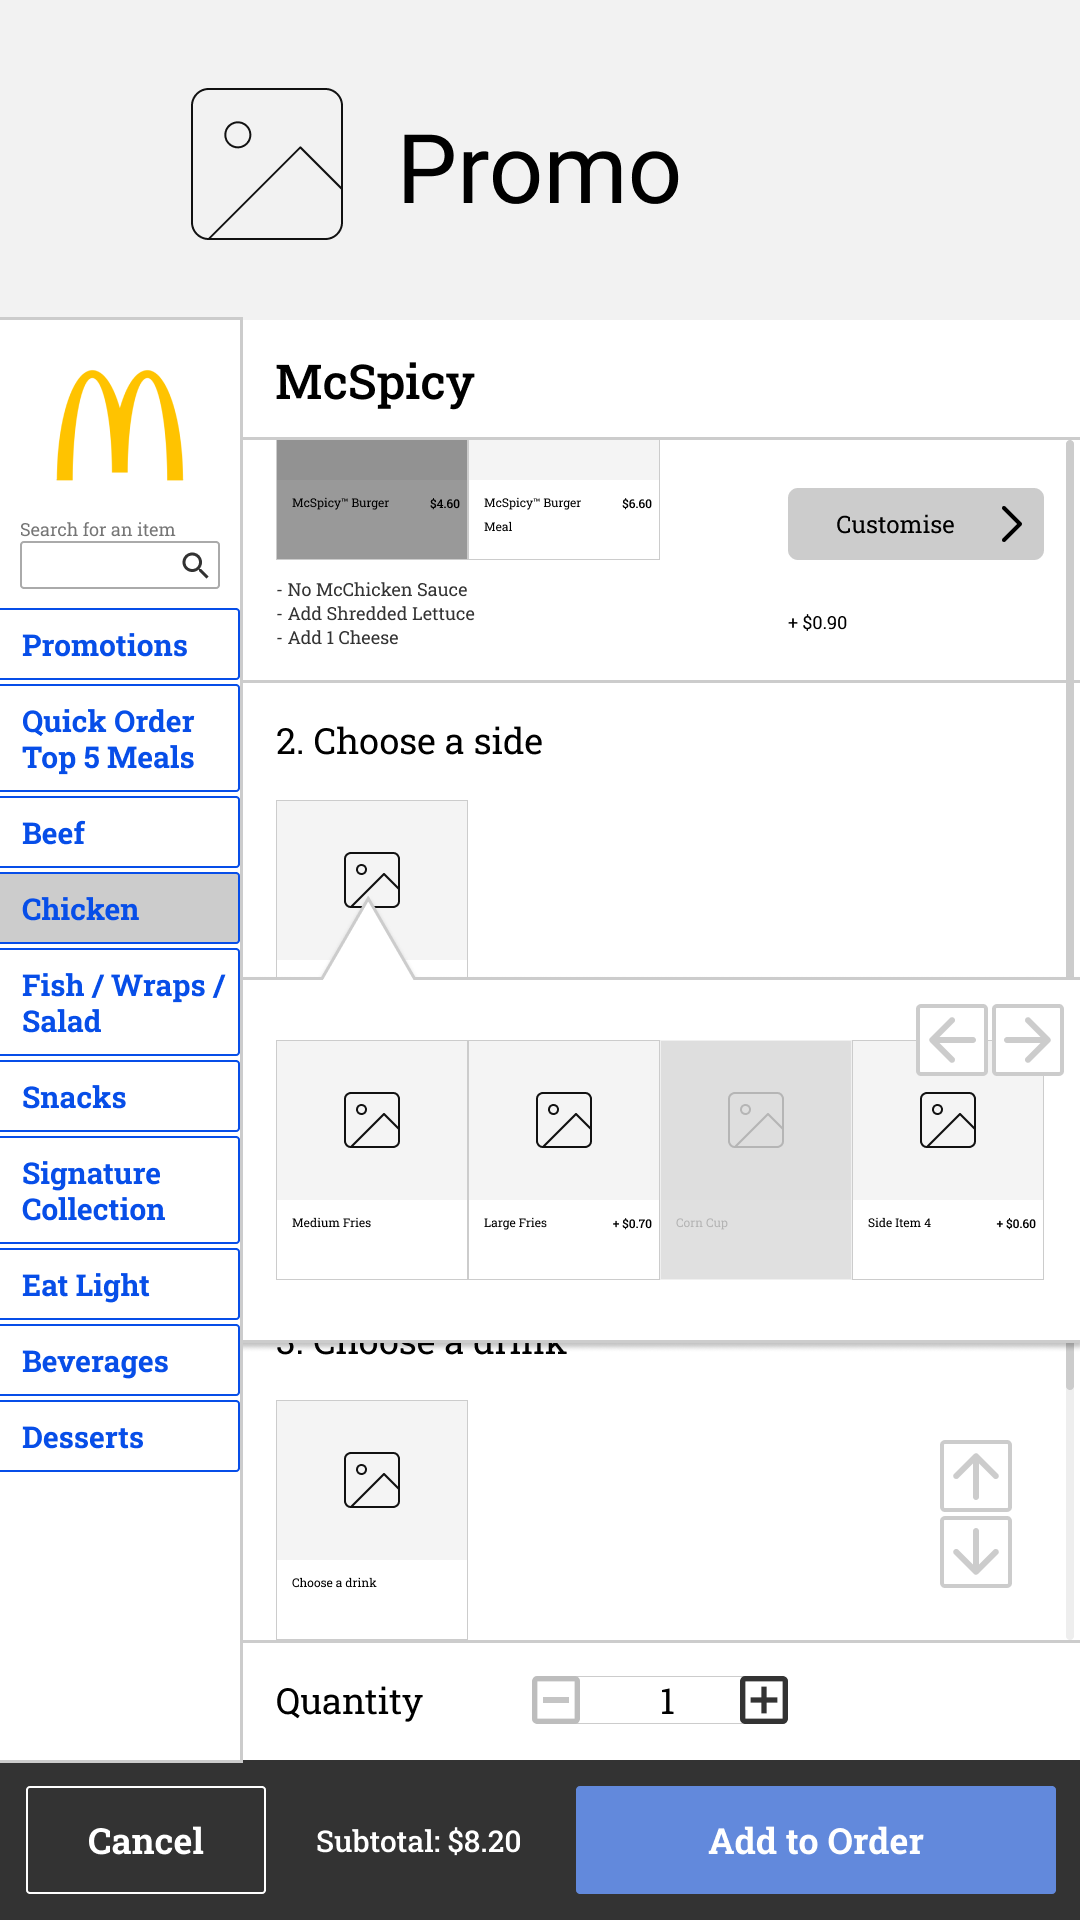 Promo
McSpicy
Search for an item
Promotions
Quick Order
Top 5 Meals
Beef
Chicken
Fish / Wraps /
Salad
Snacks
Signature
Collection
Eat Light
Beverages
Desserts
McSpicy™ Burger $4.60
McSpicy™ Burger $6.60
Meal
Customise
- No McChicken Sauce
- Add Shredded Lettuce
- Add 1 Cheese
+ $0.90
2. Choose a side
Medium Fries
Large Fries + $0.70
Corn Cup
Side Item 4 + $0.60
3. Choose a drink
Choose a drink
Quantity 1
Cancel
Subtotal: $8.20
Add to Order